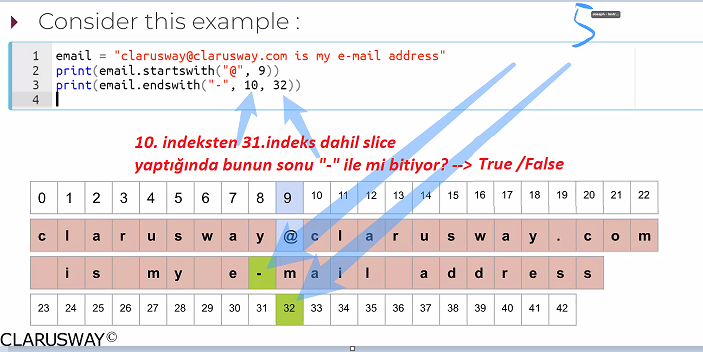 Consider this example :
1 email = "clarusway@clarusway.com is my e-mail address"
2 print(email.startswith("@", 9))
3 print(email.endswith("-", 10, 32))
4
10. indeksten 31.indeks dahil slice
yaptığında bunun sonu "-" ile mi bitiyor? --> True /False
0 1 2 3 4 5 6 7 8 9 10 11 12 13 14 15 16 17 18 19 20 21 22
c l a r u s w a y @ c l a r u s w a y . c o m
i s m y e - m a i l a d d r e s s
23 24 25 26 27 28 29 30 31 32 33 34 35 36 37 38 39 40 41 42
CLARUSWAY©